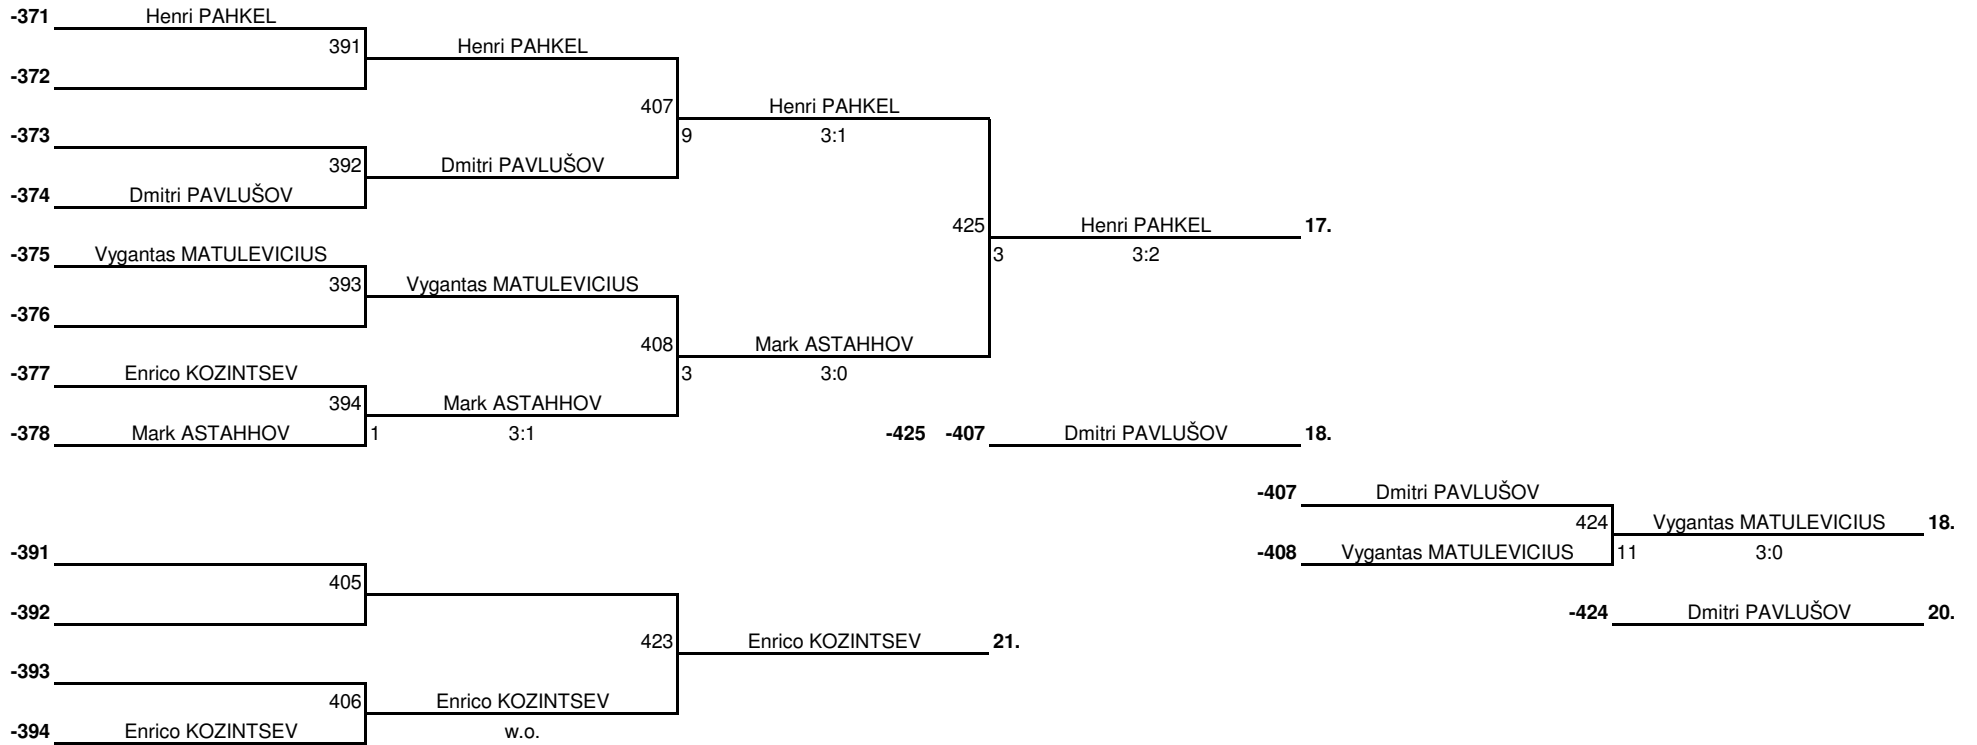 -371 Henri PAHKEL
391 Henri PAHKEL
-372
407 Henri PAHKEL
-373 9 3:1
392 Dmitri PAVLUŠOV
-374 Dmitri PAVLUŠOV
425 Henri PAHKEL 17.
-375 Vygantas MATULEVICIUS 3 3:2
393 Vygantas MATULEVICIUS
-376
408 Mark ASTAHHOV
-377 Enrico KOZINTSEV 3 3:0
394 Mark ASTAHHOV
-378 Mark ASTAHHOV 1 3:1 -425 -407 Dmitri PAVLUŠOV 18.
-407 Dmitri PAVLUŠOV
424 Vygantas MATULEVICIUS 18.
-391 -408 Vygantas MATULEVICIUS 11 3:0
405
-392 -424 Dmitri PAVLUŠOV 20.
423 Enrico KOZINTSEV 21.
-393
406 Enrico KOZINTSEV
-394 Enrico KOZINTSEV w.o.